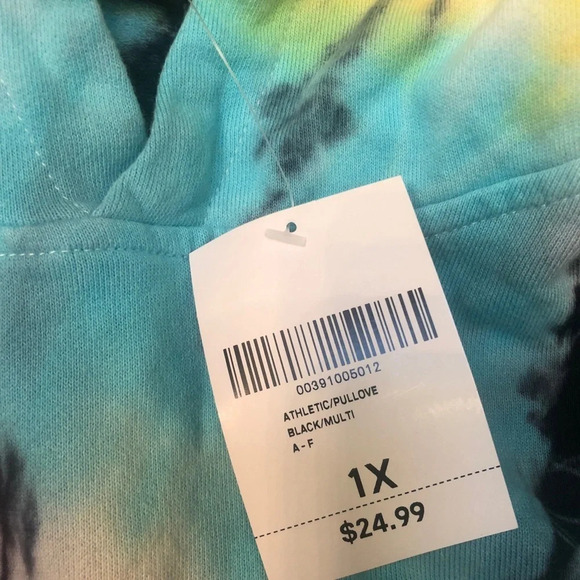 00391005012
ATHLETIC/PULLOVE
BLACK/MULTI
A - F
1X
$24.99